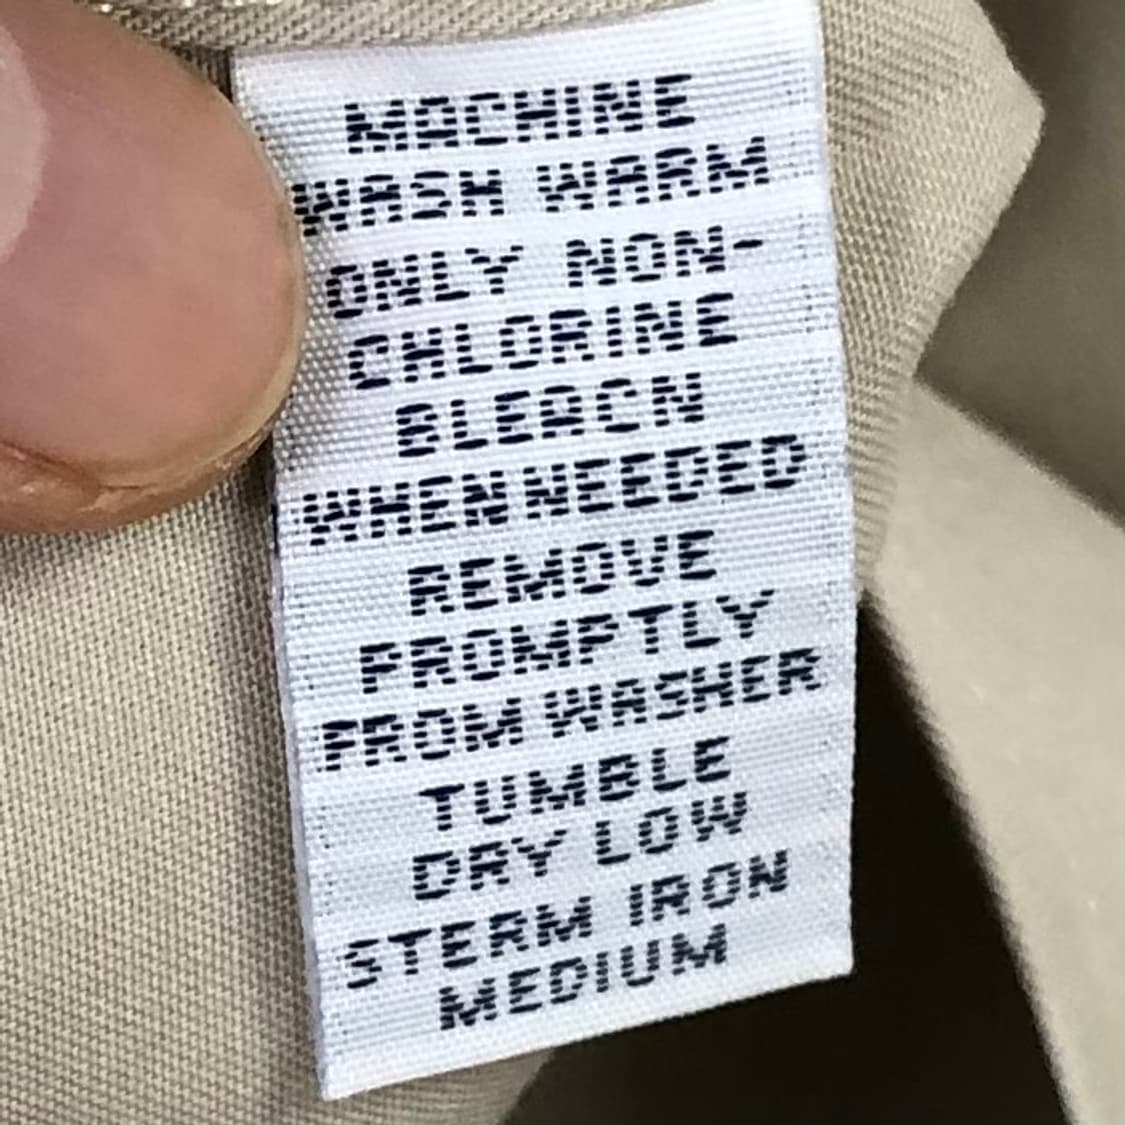 MACHINE
WASH WARM
ONLY NON-
CHLORINE
BLEACN
WHEN NEEDED
REMOVE
PROMPTLY
FROM WASHER
TUMBLE
DRY LOW
STERM IRON
MEDIUM